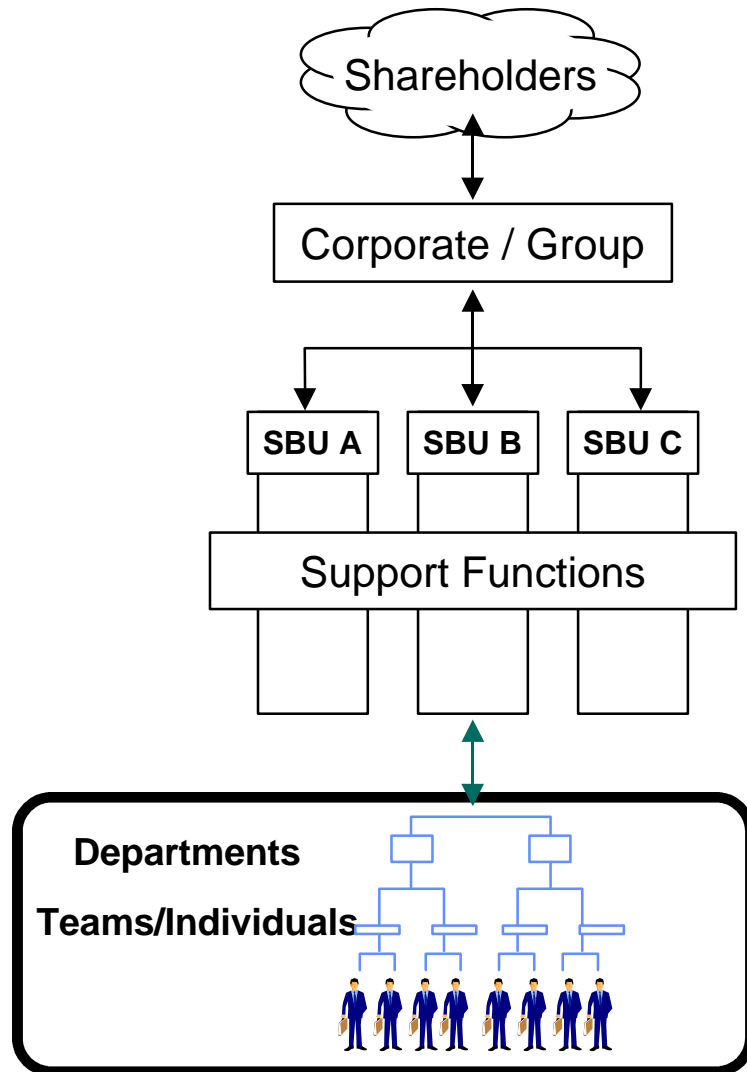 Shareholders
Corporate / Group
SBU A SBU B SBU C
Support Functions
Departments
Teams/Individuals